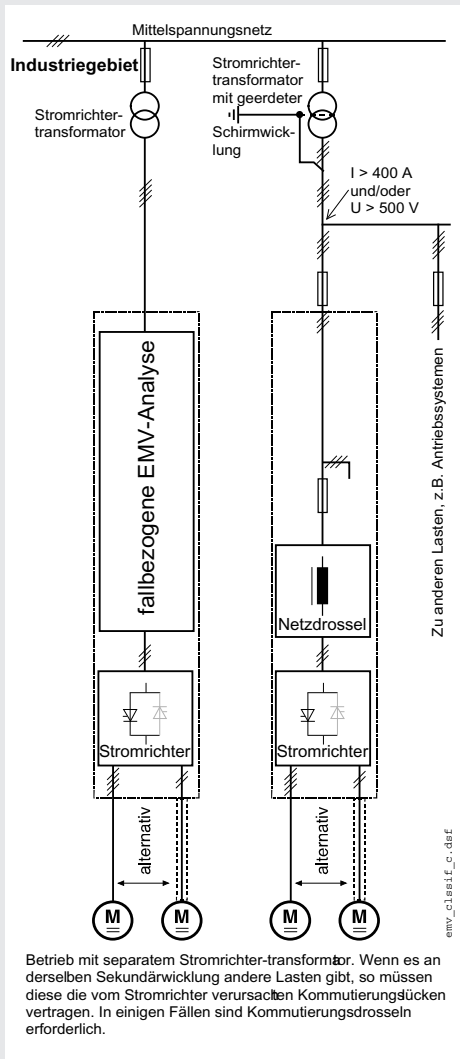 Mittelspannungsnetz
Industriegebiet
Stromrichter-
transformator
Stromrichter-
transformator
mit geerdeter
Schirmwick-
lung
I > 400 A
und/oder
U > 500 V
fallbezogene EMV-Analyse
Zu anderen Lasten, z.B. Antriebssystemen
Netzdrossel
Stromrichter
Stromrichter
alternativ
alternativ
M
M
M
M
emv_clssif_c.dsf
Betrieb mit separatem Stromrichter-transformator. Wenn es an
derselben Sekundärwicklung andere Lasten gibt, so müssen
diese die vom Stromrichter verursachten Kommutierungslücken
vertragen. In einigen Fällen sind Kommutierungsdrosseln
erforderlich.